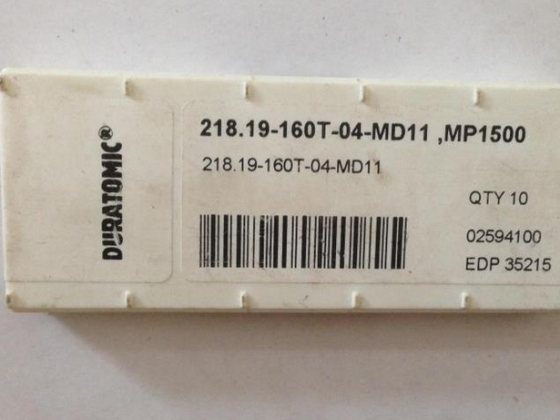 DURATOMIC®
218.19-160T-04-MD11 ,MP1500
218.19-160T-04-MD11
QTY 10
02594100
EDP 35215